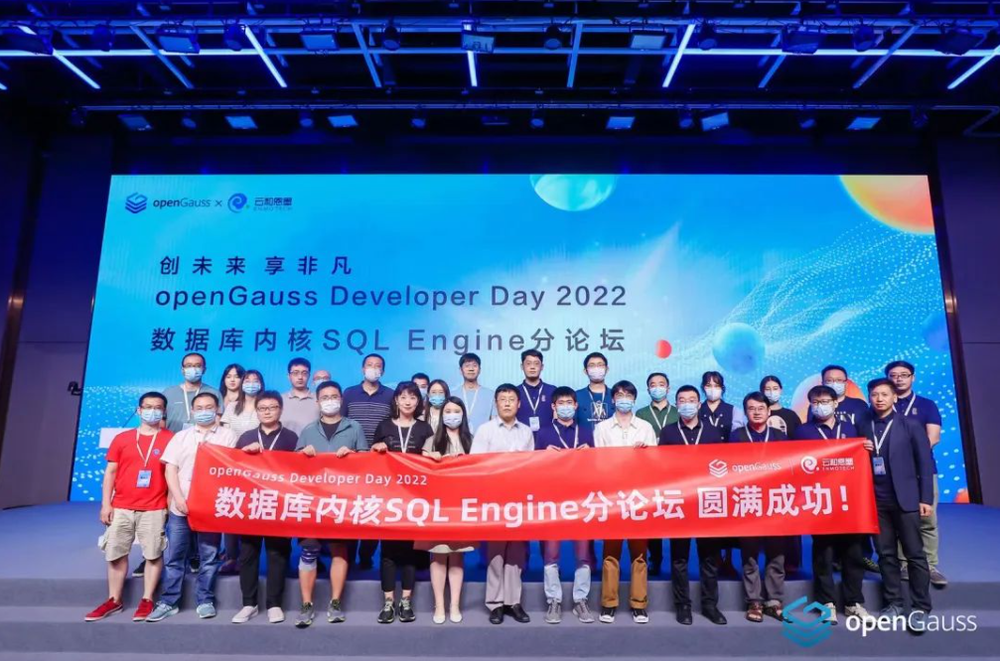 openGauss × 云和恩墨
ENMOTECH
创未来 享非凡
openGauss Developer Day 2022
数据库内核SQL Engine分论坛
openGauss Developer Day 2022
openGauss | 云和恩墨
ENMOTECH
数据库内核SQL Engine分论坛 圆满成功！
openGauss